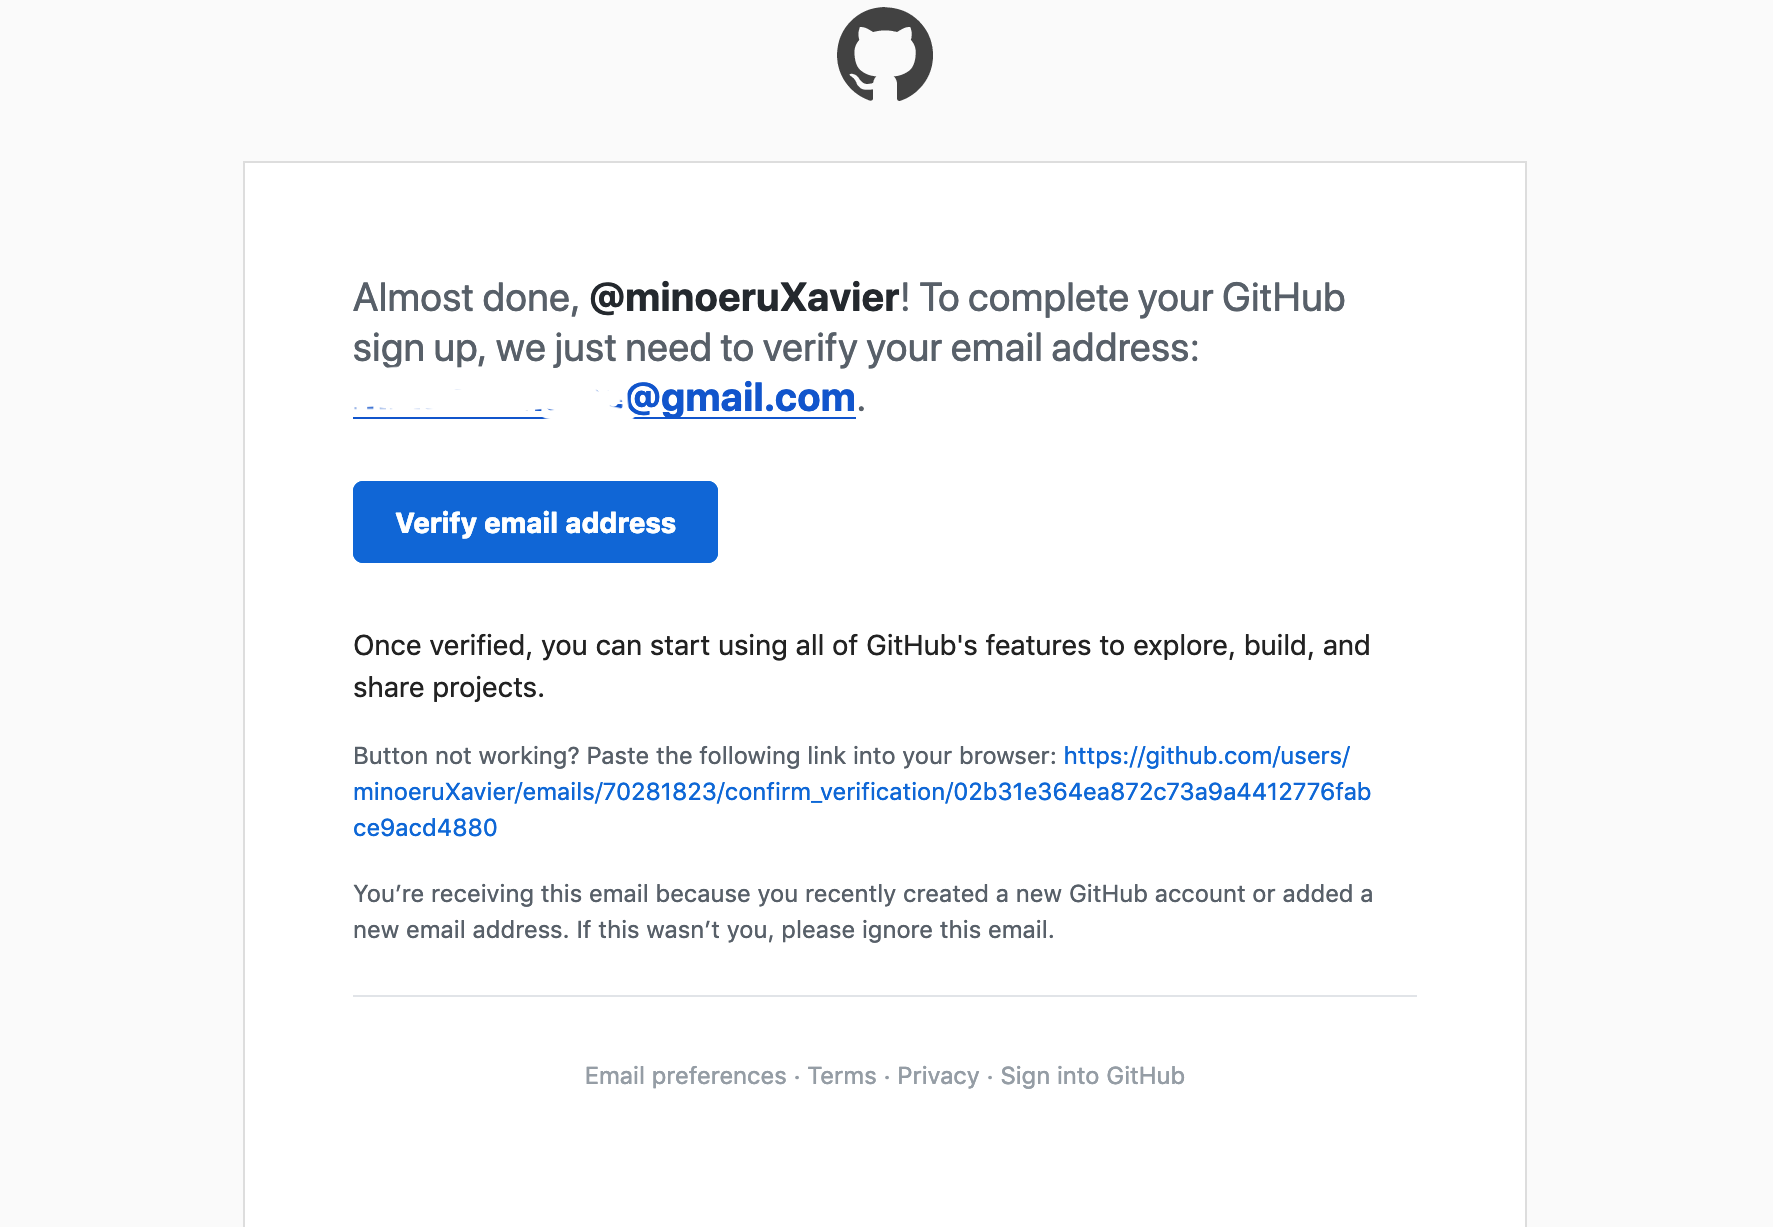 Almost done, @minoeruXavier! To complete your GitHub
sign up, we just need to verify your email address:
@gmail.com.
Verify email address
Once verified, you can start using all of GitHub's features to explore, build, and
share projects.
Button not working? Paste the following link into your browser: https://github.com/users/
minoeruXavier/emails/70281823/confirm_verification/02b31e364ea872c73a9a4412776fab
ce9acd4880
You’re receiving this email because you recently created a new GitHub account or added a
new email address. If this wasn’t you, please ignore this email.
Email preferences · Terms · Privacy · Sign into GitHub